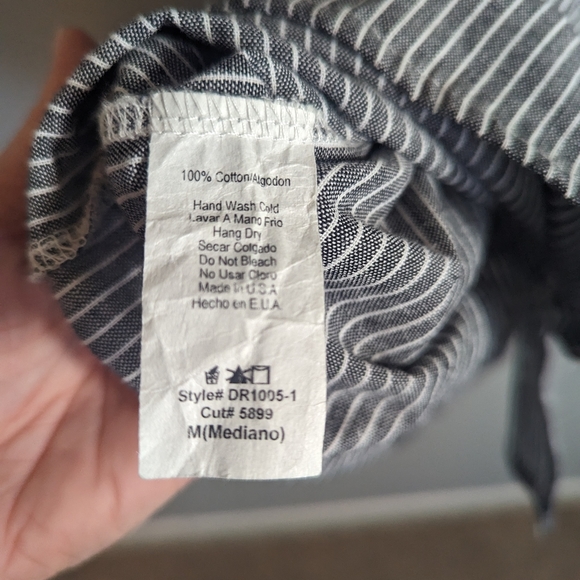 100% Cotton/Algodon
Hand Wash Cold
Lavar A Mano Frio
Hang Dry
Secar Colgado
Do Not Bleach
No Usar Cloro
Made in U.S.A
Hecho en E.U.A.
Style# DR1005-1
Cut# 5899
M(Mediano)